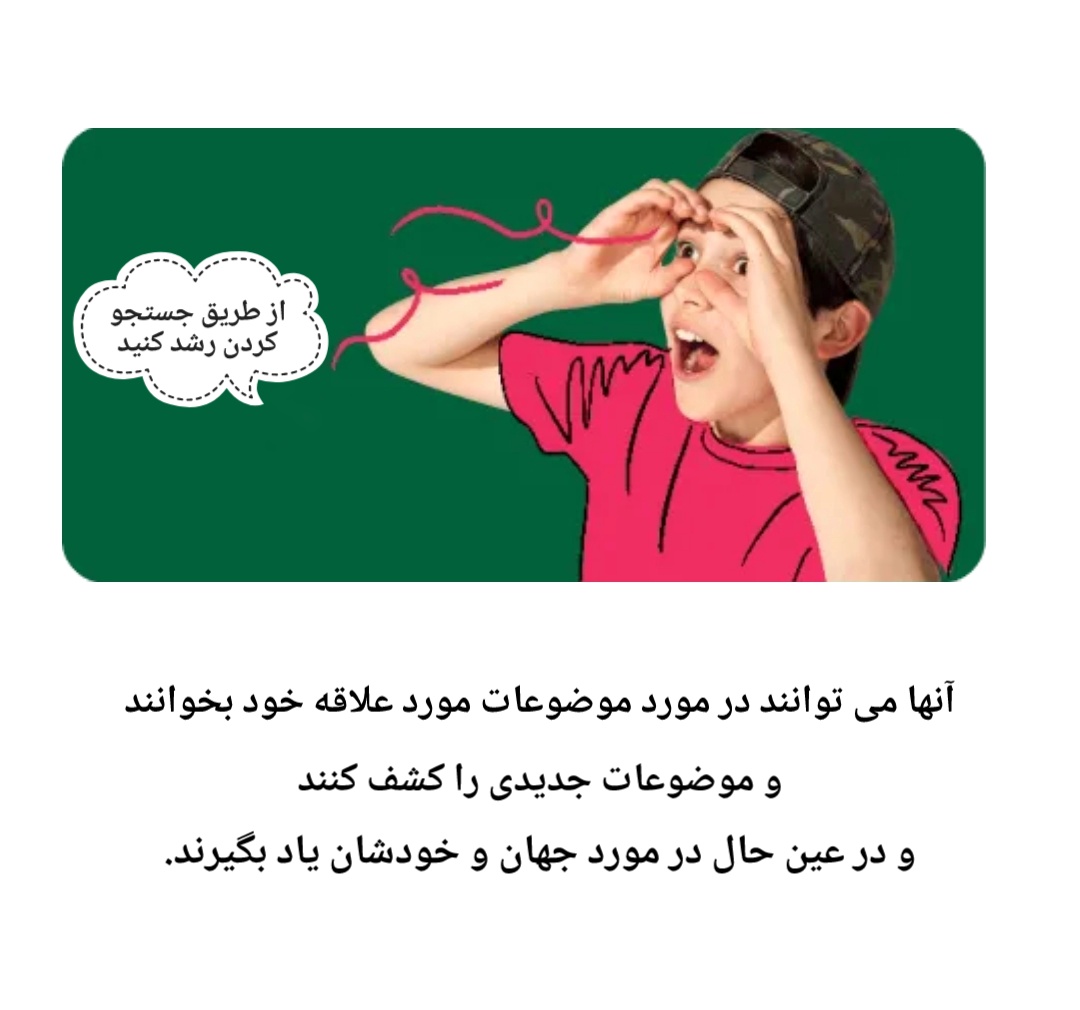 از طریق جستجو
کردن رشد کنید
آنها می توانند در مورد موضوعات مورد علاقه خود بخوانند
و موضوعات جدیدی را کشف کنند
و در عین حال در مورد جهان و خودشان یاد بگیرند.